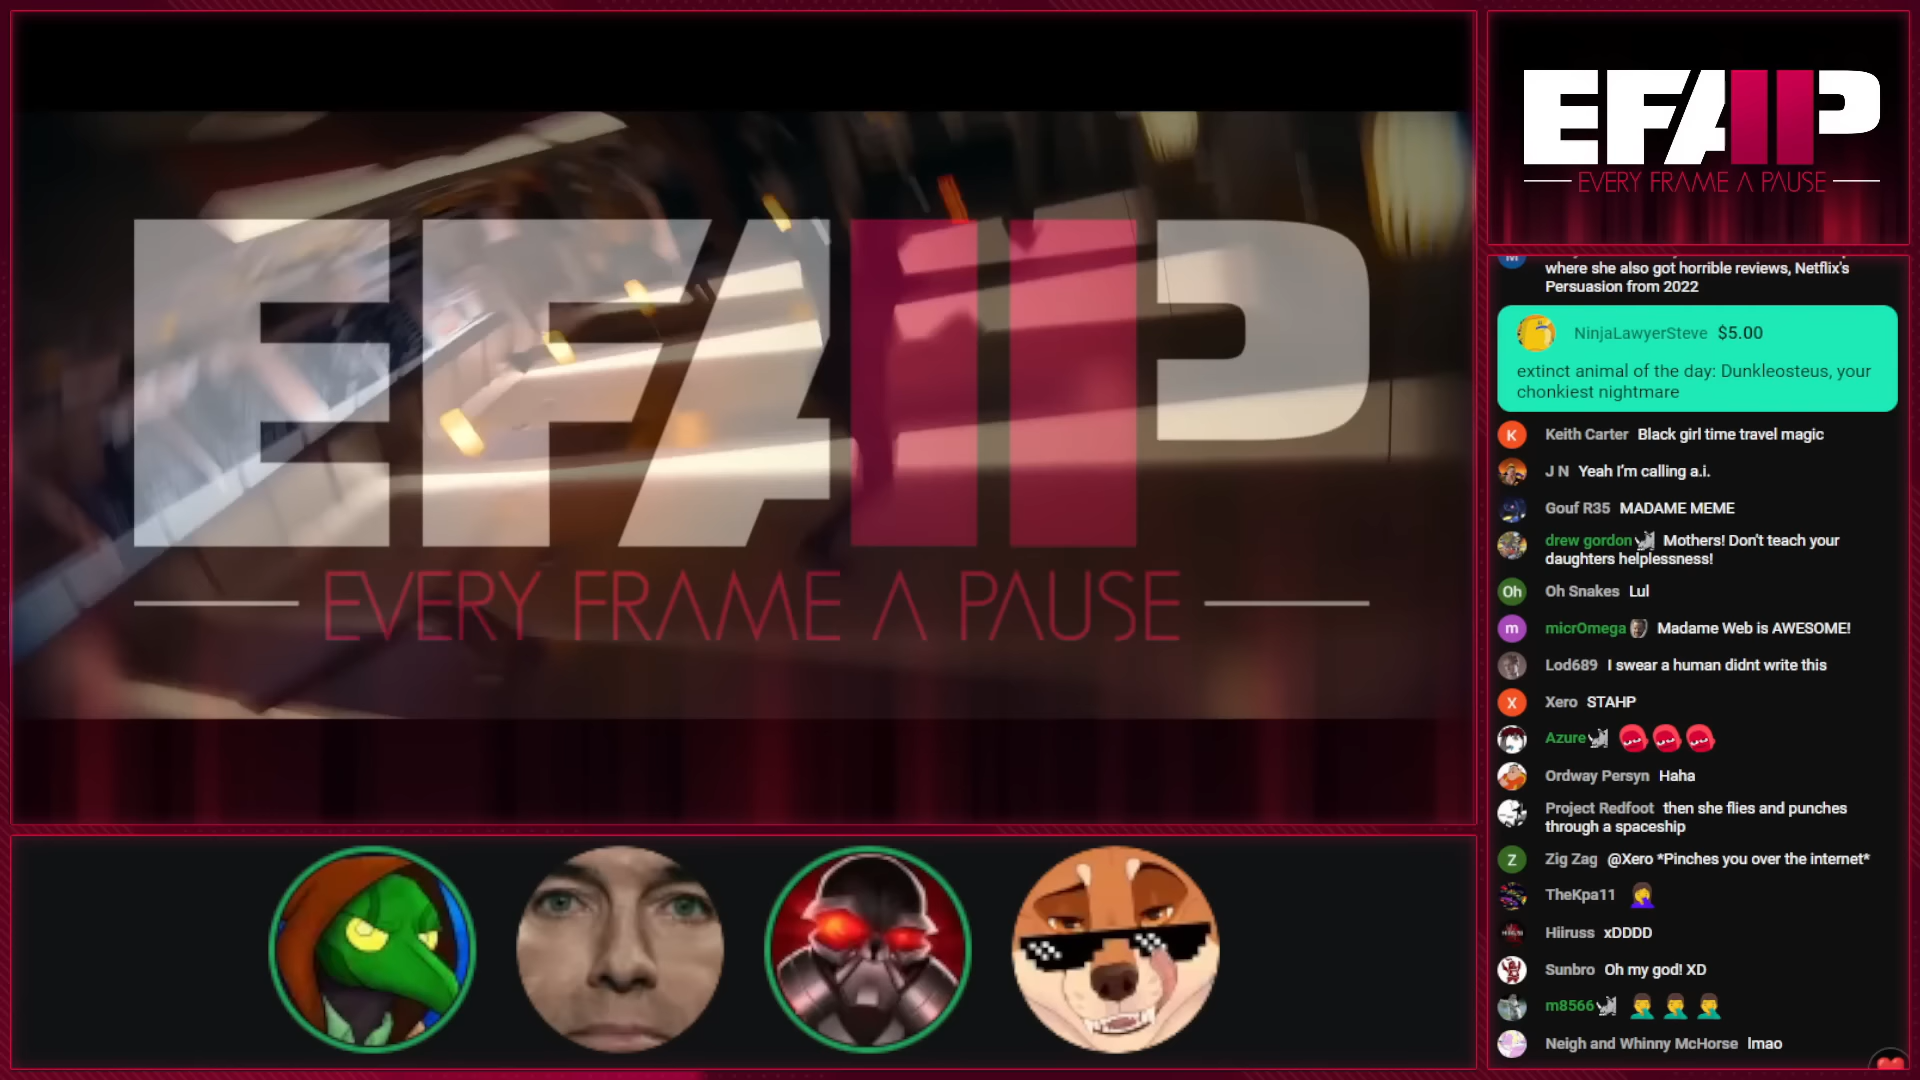 EFAP
EVERY FRAME A PAUSE
EFAP
EVERY FRAME A PAUSE
where she also got horrible reviews, Netflix's
Persuasion from 2022
NinjaLawyerSteve $5.00
extinct animal of the day: Dunkleosteus, your
chonkiest nightmare
K Keith Carter Black girl time travel magic
J N Yeah I'm calling a.i.
Gouf R35 MADAME MEME
drew gordon Mothers! Don't teach your
daughters helplessness!
Oh Oh Snakes Lul
m micrOmega Madame Web is AWESOME!
Lod689 I swear a human didnt write this
X Xero STAHP
Azure
Ordway Persyn Haha
Project Redfoot then she flies and punches
through a spaceship
Z Zig Zag @Xero *Pinches you over the internet*
TheKpa11
Hiiruss xDDDD
Sunbro Oh my god! XD
m8566
Neigh and Whinny McHorse lmao